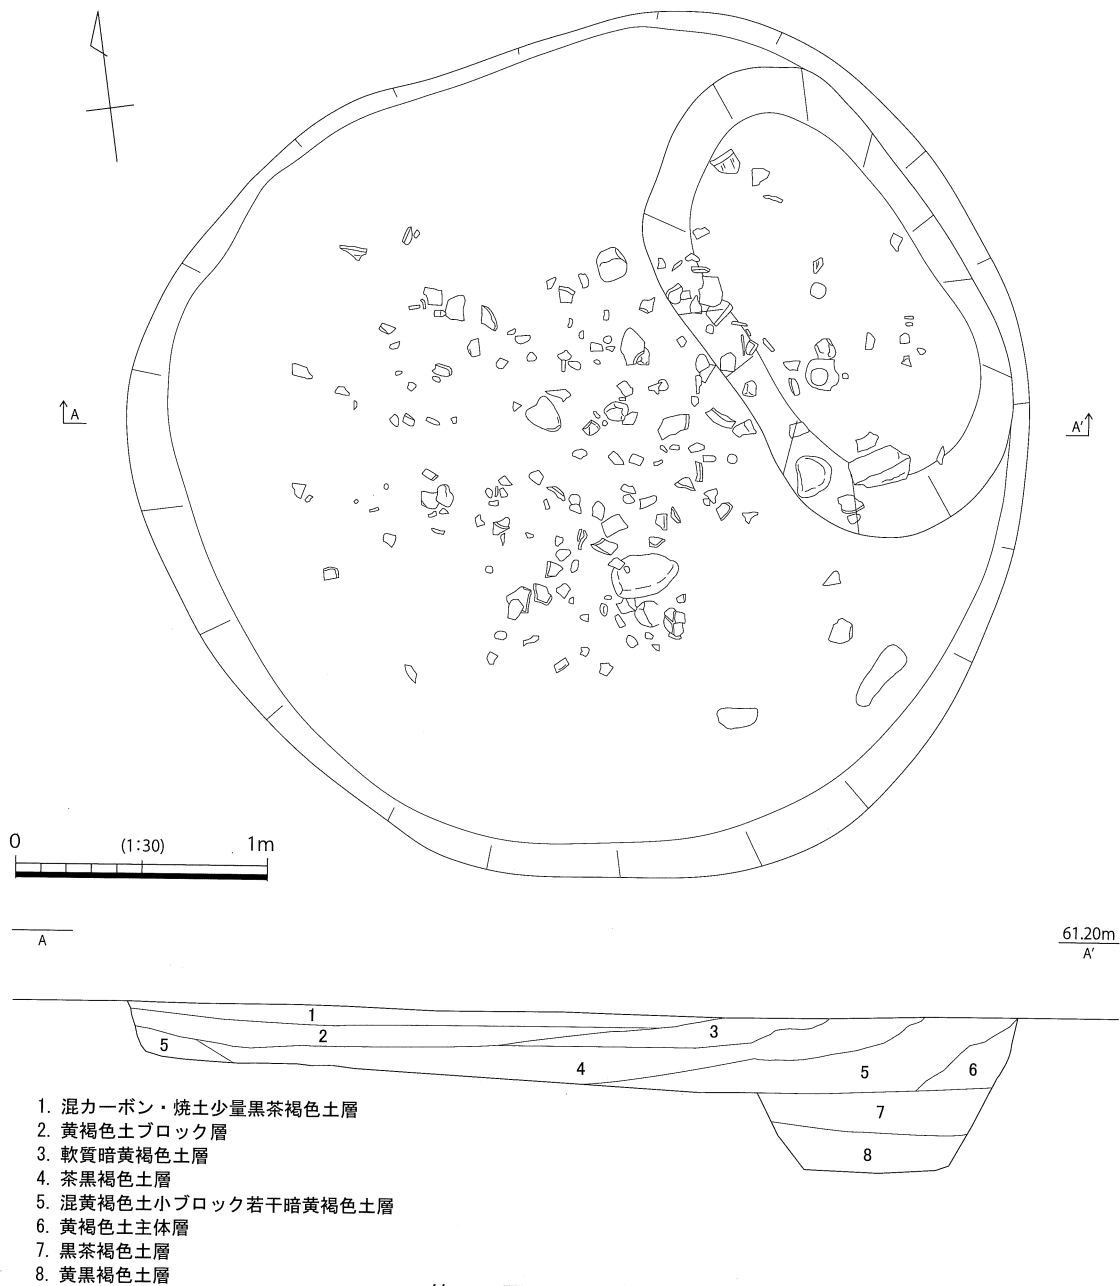 A A'
0 (1:30) 1m
A
61.20m
A'
1
2
3
5
4
5
6
7
8
1. 混カーボン・焼土少量黒茶褐色土層
2. 黄褐色土ブロック層
3. 軟質暗黄褐色土層
4. 茶黒褐色土層
5. 混黄褐色土小ブロック若干暗黄褐色土層
6. 黄褐色土主体層
7. 黒茶褐色土層
8. 黄黒褐色土層